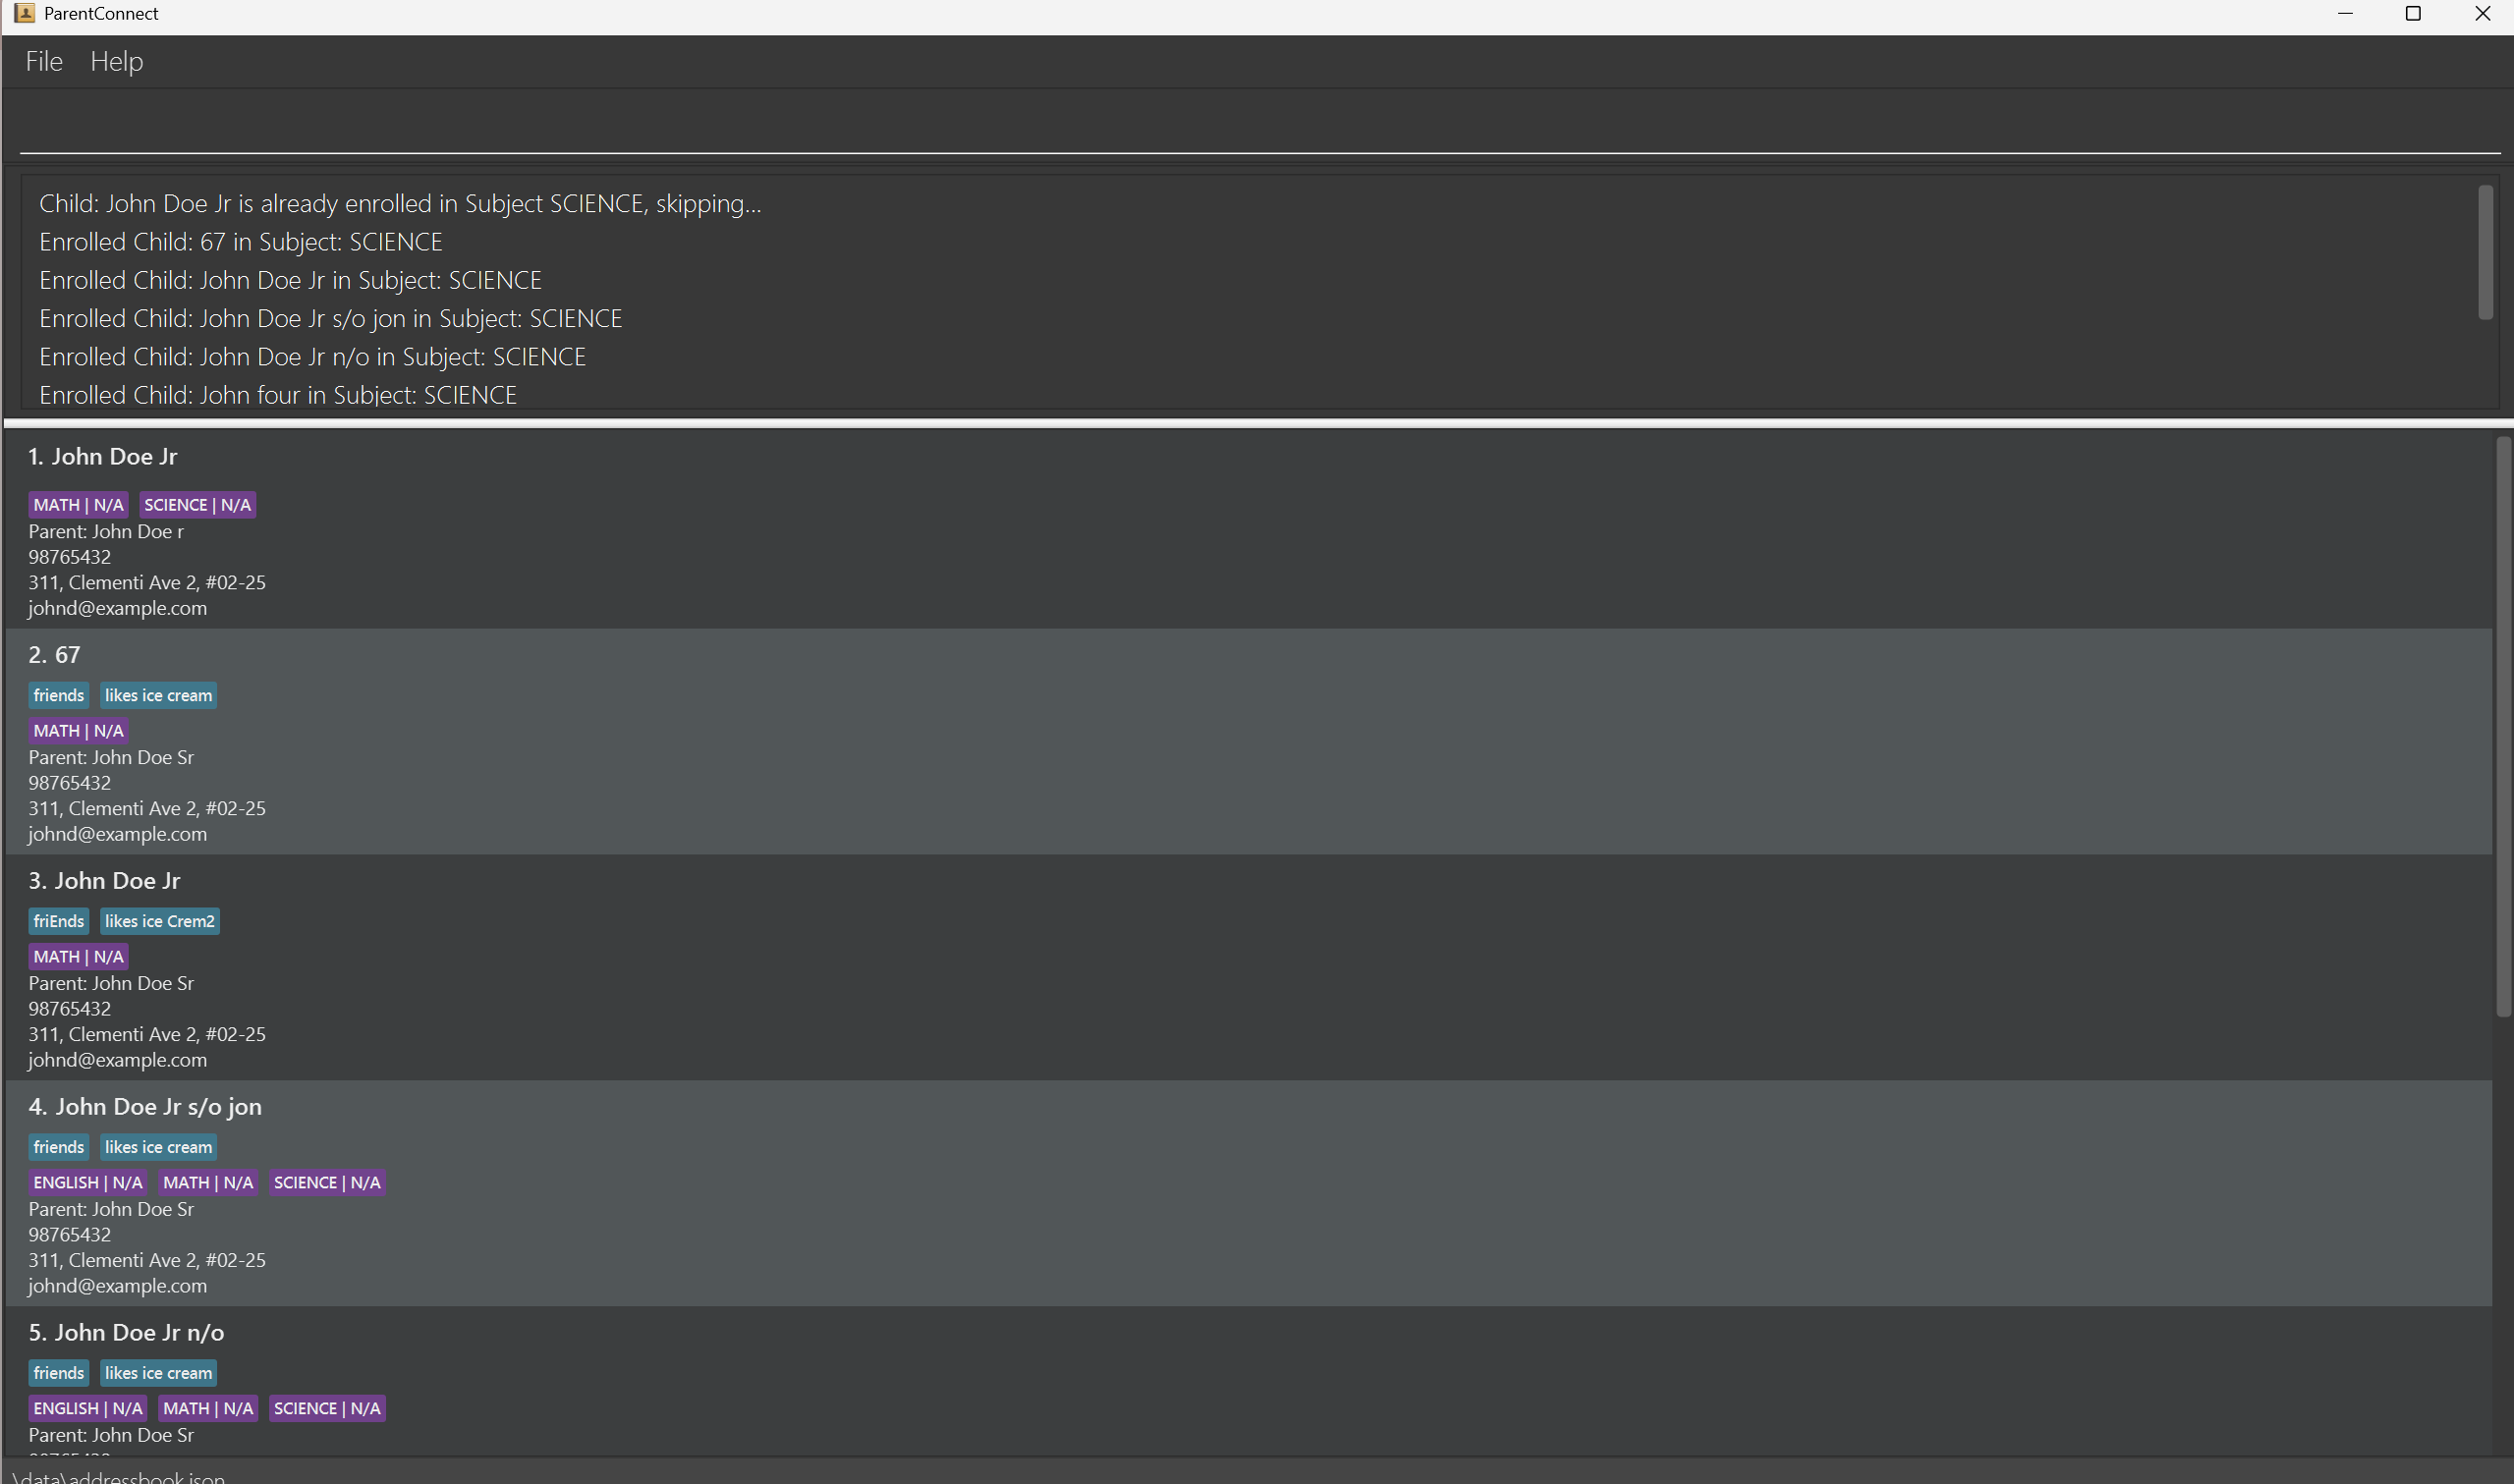 ParentConnect
File Help
Child: John Doe Jr is already enrolled in Subject SCIENCE, skipping...
Enrolled Child: 67 in Subject: SCIENCE
Enrolled Child: John Doe Jr in Subject: SCIENCE
Enrolled Child: John Doe Jr s/o jon in Subject: SCIENCE
Enrolled Child: John Doe Jr n/o in Subject: SCIENCE
Enrolled Child: John four in Subject: SCIENCE
1. John Doe Jr
MATH | N/A SCIENCE | N/A
Parent: John Doe r
98765432
311, Clementi Ave 2, #02-25
johnd@example.com
2. 67
friends likes ice cream
MATH | N/A
Parent: John Doe Sr
98765432
311, Clementi Ave 2, #02-25
johnd@example.com
3. John Doe Jr
friEnds likes ice Crem2
MATH | N/A
Parent: John Doe Sr
98765432
311, Clementi Ave 2, #02-25
johnd@example.com
4. John Doe Jr s/o jon
friends likes ice cream
ENGLISH | N/A MATH | N/A SCIENCE | N/A
Parent: John Doe Sr
98765432
311, Clementi Ave 2, #02-25
johnd@example.com
5. John Doe Jr n/o
friends likes ice cream
ENGLISH | N/A MATH | N/A SCIENCE | N/A
Parent: John Doe Sr
\data\addressbook.json